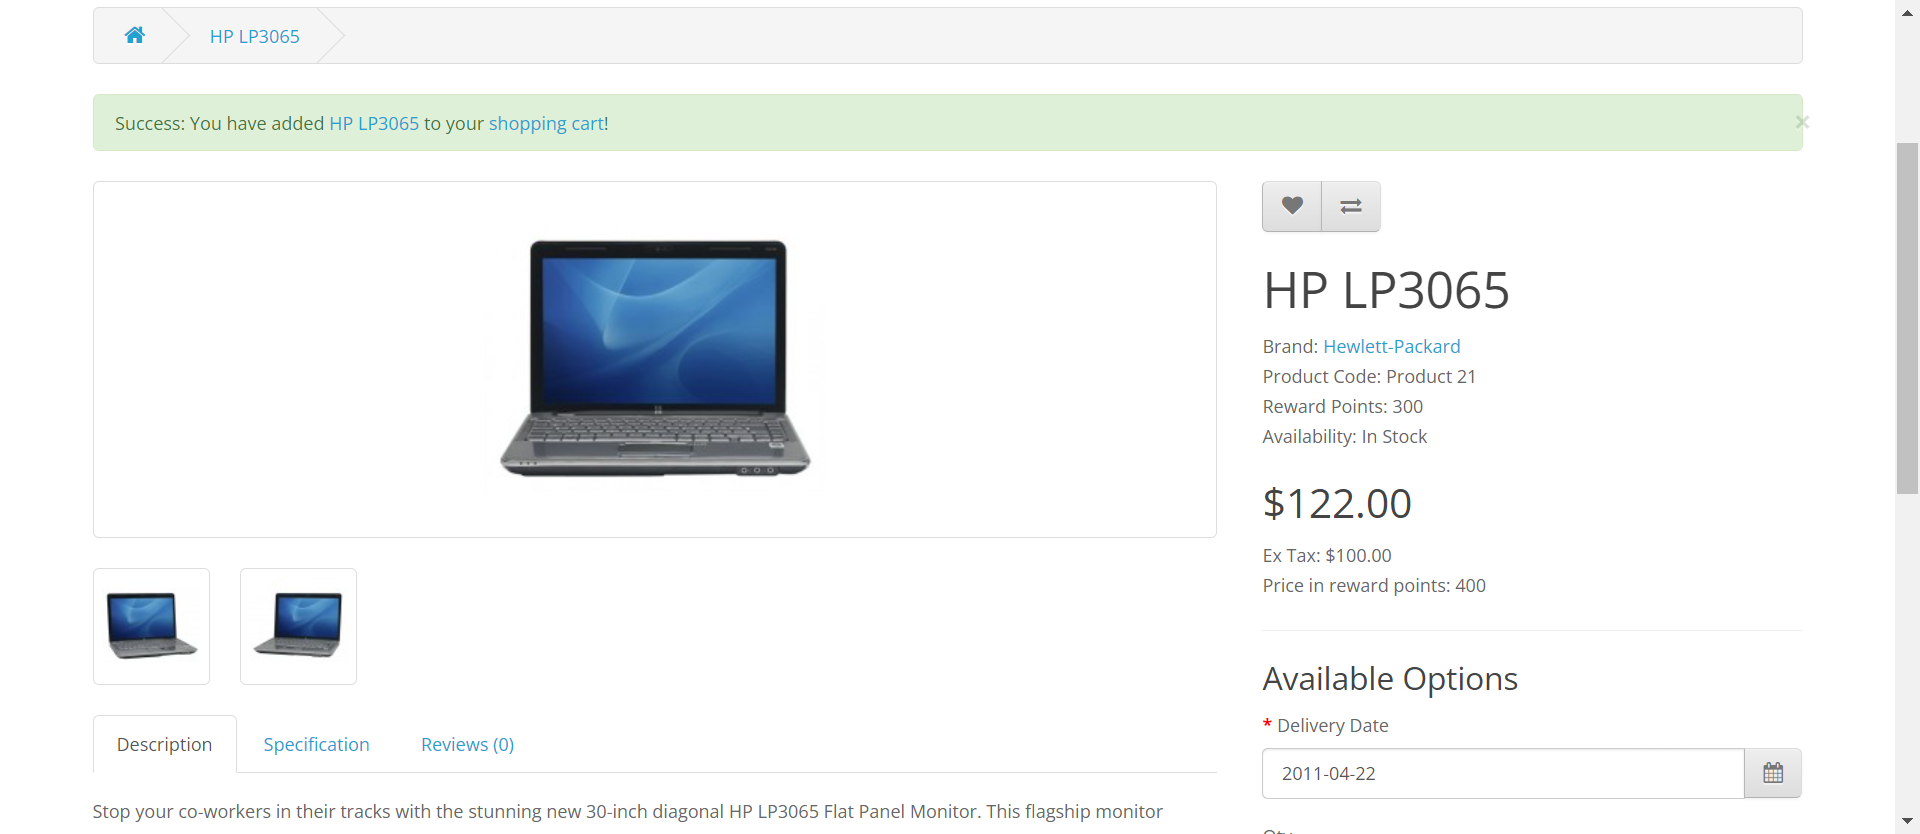 HP LP3065
Success: You have added HP LP3065 to your shopping cart!
×
HP LP3065
Brand: Hewlett-Packard
Product Code: Product 21
Reward Points: 300
Availability: In Stock
$122.00
Ex Tax: $100.00
Price in reward points: 400
Available Options
* Delivery Date
2011-04-22
Description
Specification
Reviews (0)
Stop your co-workers in their tracks with the stunning new 30-inch diagonal HP LP3065 Flat Panel Monitor. This flagship monitor